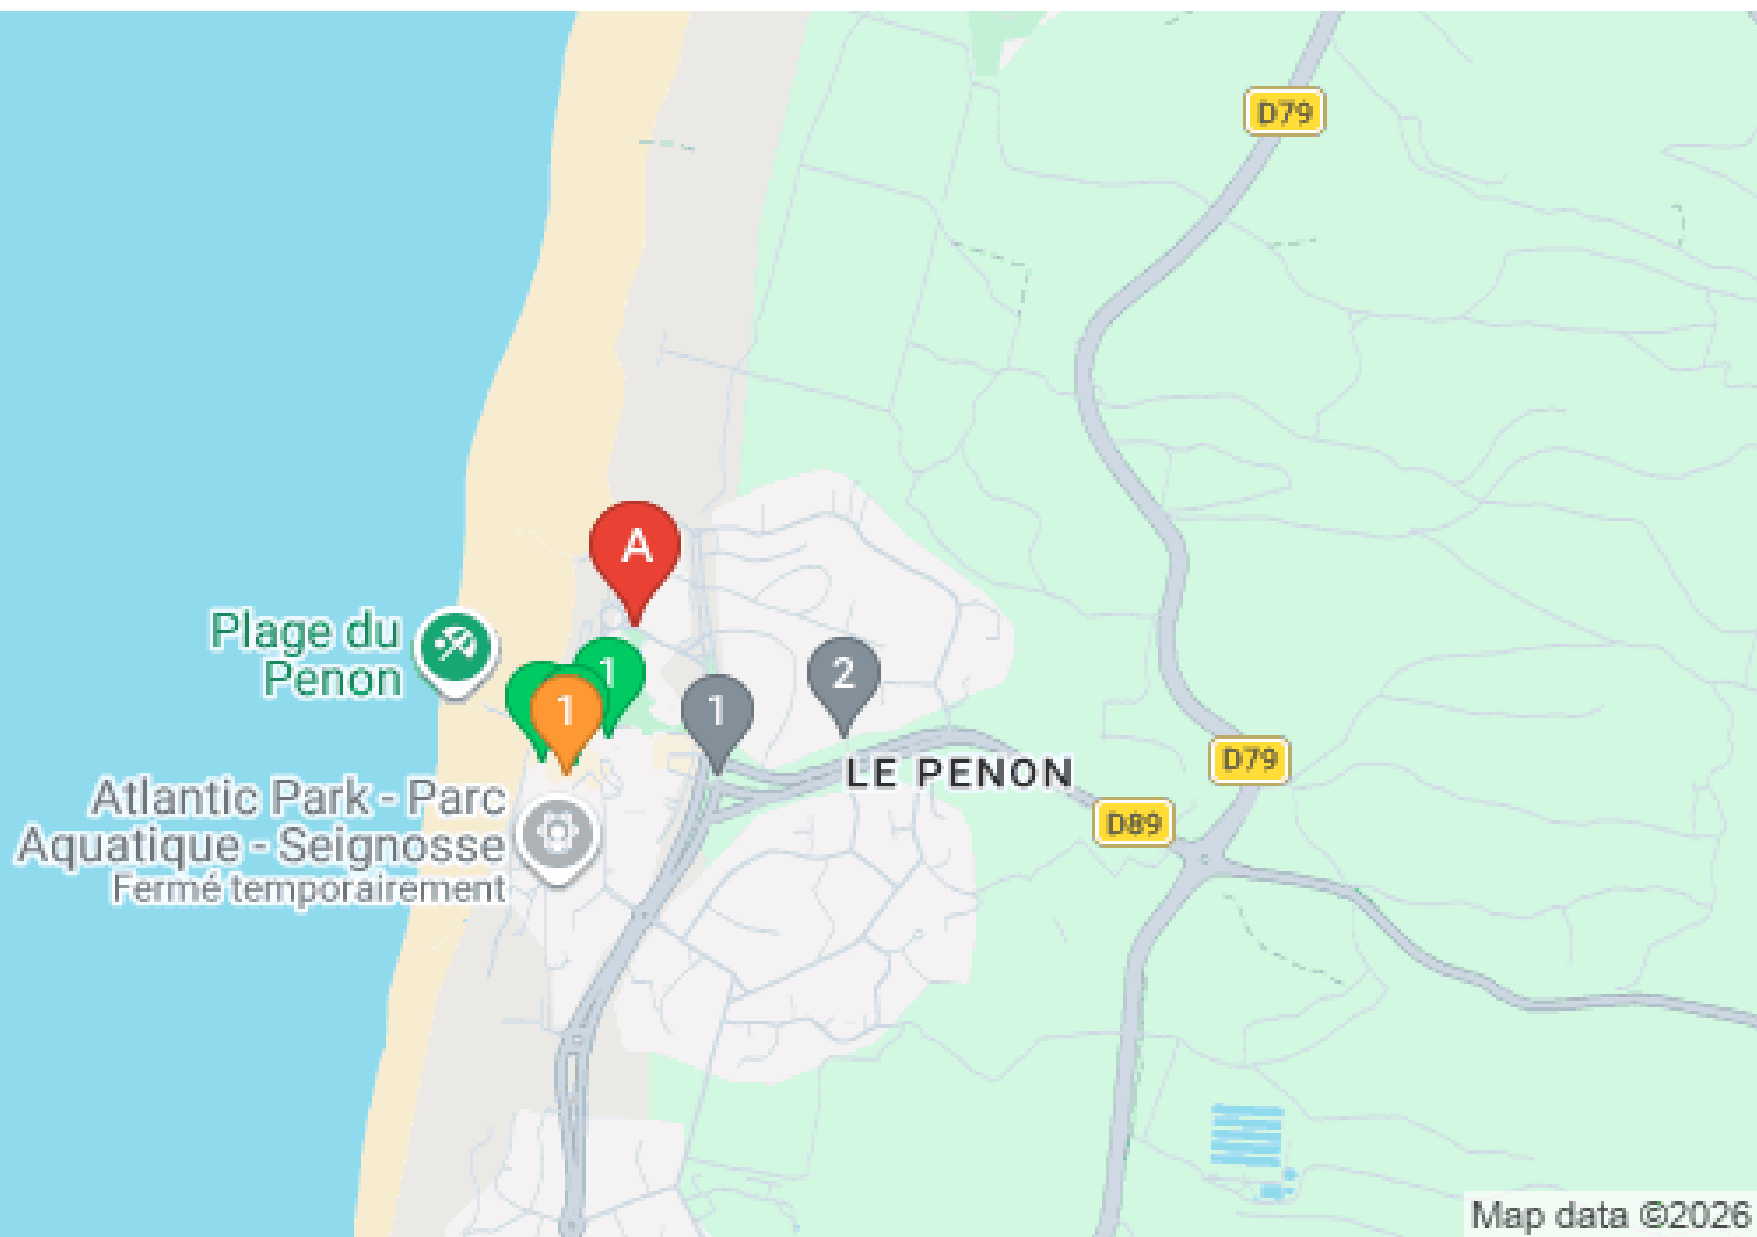 D79
A
Plage du
Penon
1
1
1
2
D79
LE PENON
Atlantic Park - Parc
Aquatique - Seignosse
Fermé temporairement
D89
Map data ©2026